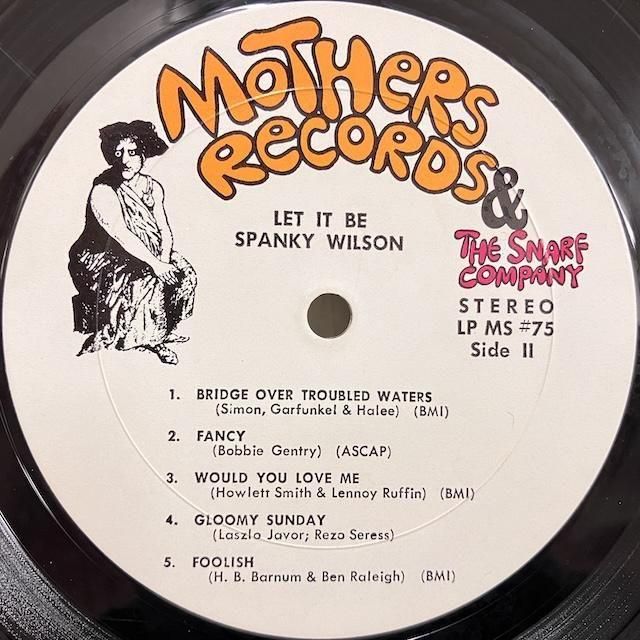 MOTHERS
RECORDS
&
THE SNARF
COMPANY
LET IT BE
SPANKY WILSON
STEREO
LP MS #75
Side II
1. BRIDGE OVER TROUBLED WATERS
(Simon, Garfunkel & Halee) (BMI)
2. FANCY
(Bobbie Gentry) (ASCAP)
3. WOULD YOU LOVE ME
(Howlett Smith & Lennoy Ruffin) (BMI)
4. GLOOMY SUNDAY
(Laszlo Javor; Rezo Seress)
5. FOOLISH
(H. B. Barnum & Ben Raleigh) (BMI)